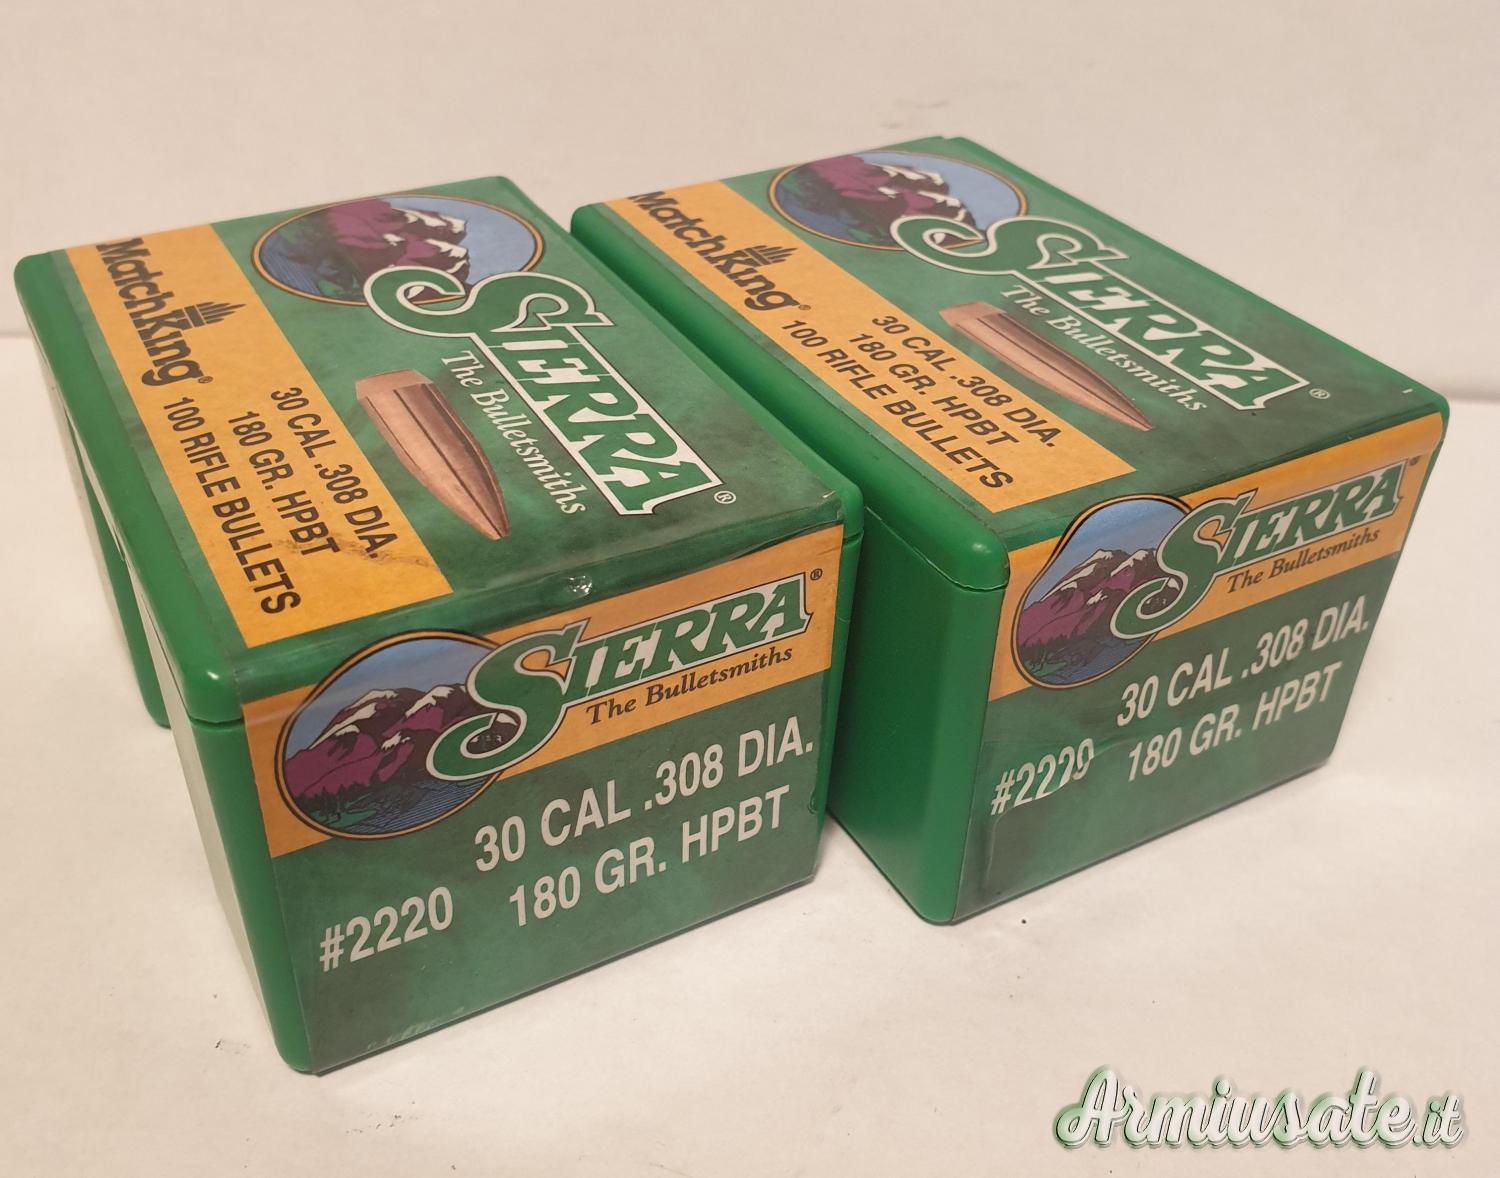 MatchKing®
30 CAL .308 DIA.
180 GR. HPBT
100 RIFLE BULLETS
SIERRA®
The Bulletsmiths
SIERRA®
The Bulletsmiths
30 CAL .308 DIA.
#2220 180 GR. HPBT
MatchKing®
30 CAL .308 DIA.
180 GR. HPBT
100 RIFLE BULLETS
SIERRA®
The Bulletsmiths
SIERRA®
The Bulletsmiths
30 CAL .308 DIA.
#2220 180 GR. HPBT
Armiusate.it